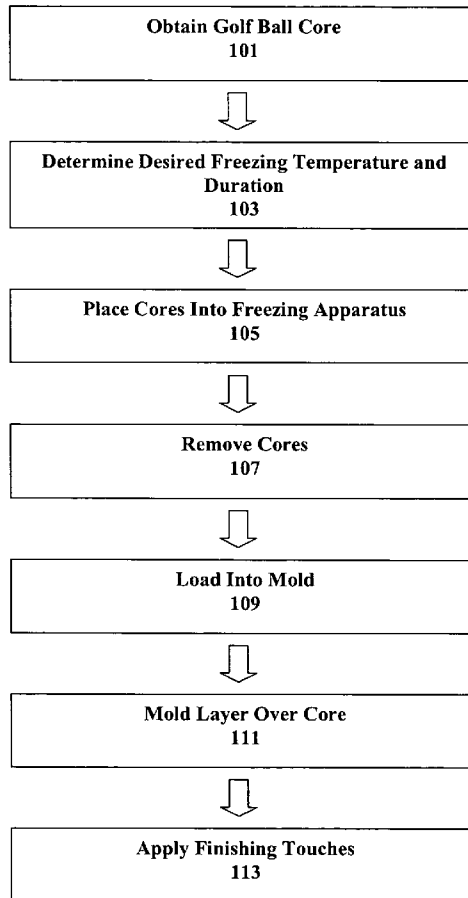 Obtain Golf Ball Core
101
Determine Desired Freezing Temperature and
Duration
103
Place Cores Into Freezing Apparatus
105
Remove Cores
107
Load Into Mold
109
Mold Layer Over Core
111
Apply Finishing Touches
113